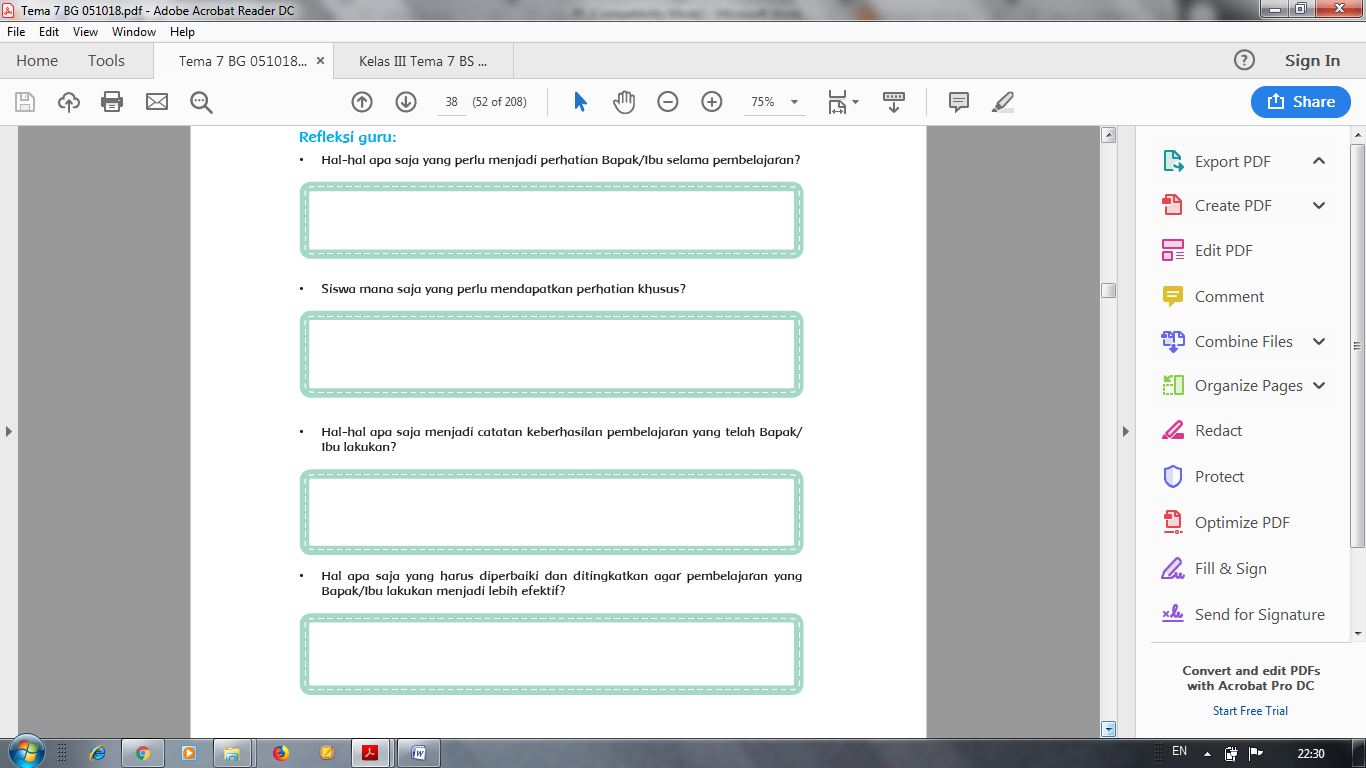 Tema 7 BG 051018.pdf - Adobe Acrobat Reader DC
File Edit View Window Help
Home Tools Tema 7 BG 051018... × Kelas III Tema 7 BS ... ? Sign In
38 (52 of 208) 75% Share
Refleksi guru:
• Hal-hal apa saja yang perlu menjadi perhatian Bapak/Ibu selama pembelajaran?
• Siswa mana saja yang perlu mendapatkan perhatian khusus?
• Hal-hal apa saja menjadi catatan keberhasilan pembelajaran yang telah Bapak/
Ibu lakukan?
• Hal apa saja yang harus diperbaiki dan ditingkatkan agar pembelajaran yang
Bapak/Ibu lakukan menjadi lebih efektif?
Export PDF
Create PDF
Edit PDF
Comment
Combine Files
Organize Pages
Redact
Protect
Optimize PDF
Fill & Sign
Send for Signature
Convert and edit PDFs
with Acrobat Pro DC
Start Free Trial
EN 22:30